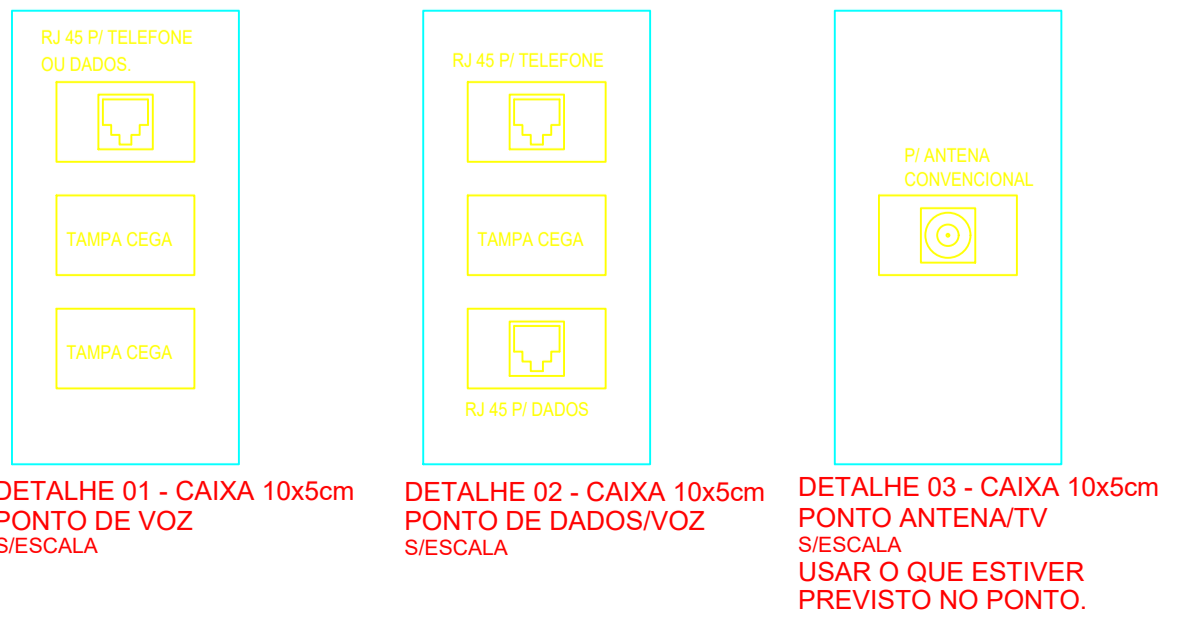 RJ 45 P/ TELEFONE
OU DADOS.
TAMPA CEGA
TAMPA CEGA
DETALHE 01 - CAIXA 10x5cm
PONTO DE VOZ
S/ESCALA
RJ 45 P/ TELEFONE
TAMPA CEGA
RJ 45 P/ DADOS
DETALHE 02 - CAIXA 10x5cm
PONTO DE DADOS/VOZ
S/ESCALA
P/ ANTENA
CONVENCIONAL
DETALHE 03 - CAIXA 10x5cm
PONTO ANTENA/TV
S/ESCALA
USAR O QUE ESTIVER
PREVISTO NO PONTO.